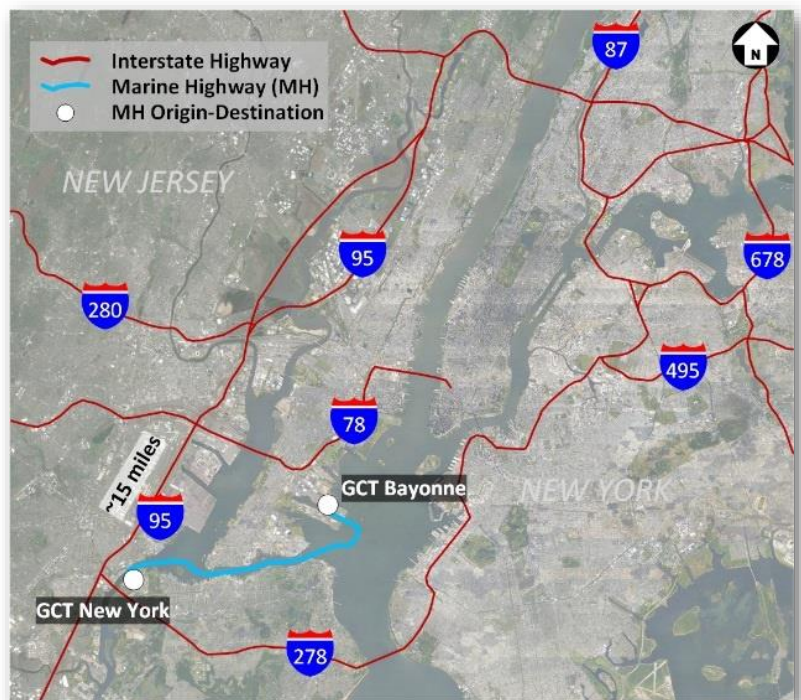 Interstate Highway
Marine Highway (MH)
MH Origin-Destination
N
87
NEW JERSEY
95
678
280
495
78
GCT Bayonne
NEW YORK
~15 miles
95
GCT New York
278